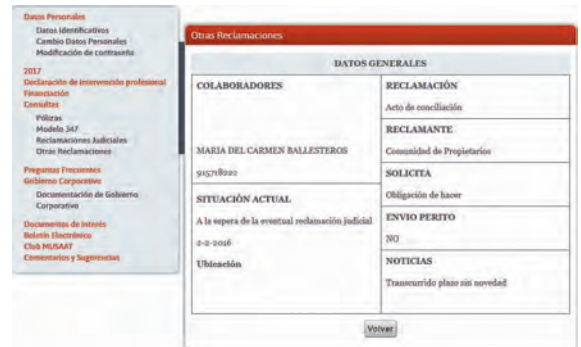 Datos Personales
Datos Identificativos
Cambio Datos Personales
Modificación de contraseña
2017
Declaración de intervención profesional
Financiación
Consultas
Pólizas
Modelo 347
Reclamaciones Judiciales
Otras Reclamaciones
Preguntas Frecuentes
Gobierno Corporativo
Documentación de Gobierno
Corporativo
Documentos de Interés
Boletín Electrónico
Club MUSAAT
Comentarios y Sugerencias
Otras Reclamaciones
DATOS GENERALES
COLABORADORES
MARIA DEL CARMEN BALLESTEROS
915718222
SITUACIÓN ACTUAL
A la espera de la eventual reclamación judicial
2-2-2016
Ubicación
RECLAMACIÓN
Acto de conciliación
RECLAMANTE
Comunidad de Propietarios
SOLICITA
Obligación de hacer
ENVIO PERITO
NO
NOTICIAS
Transcurrido plazo sin novedad
Volver